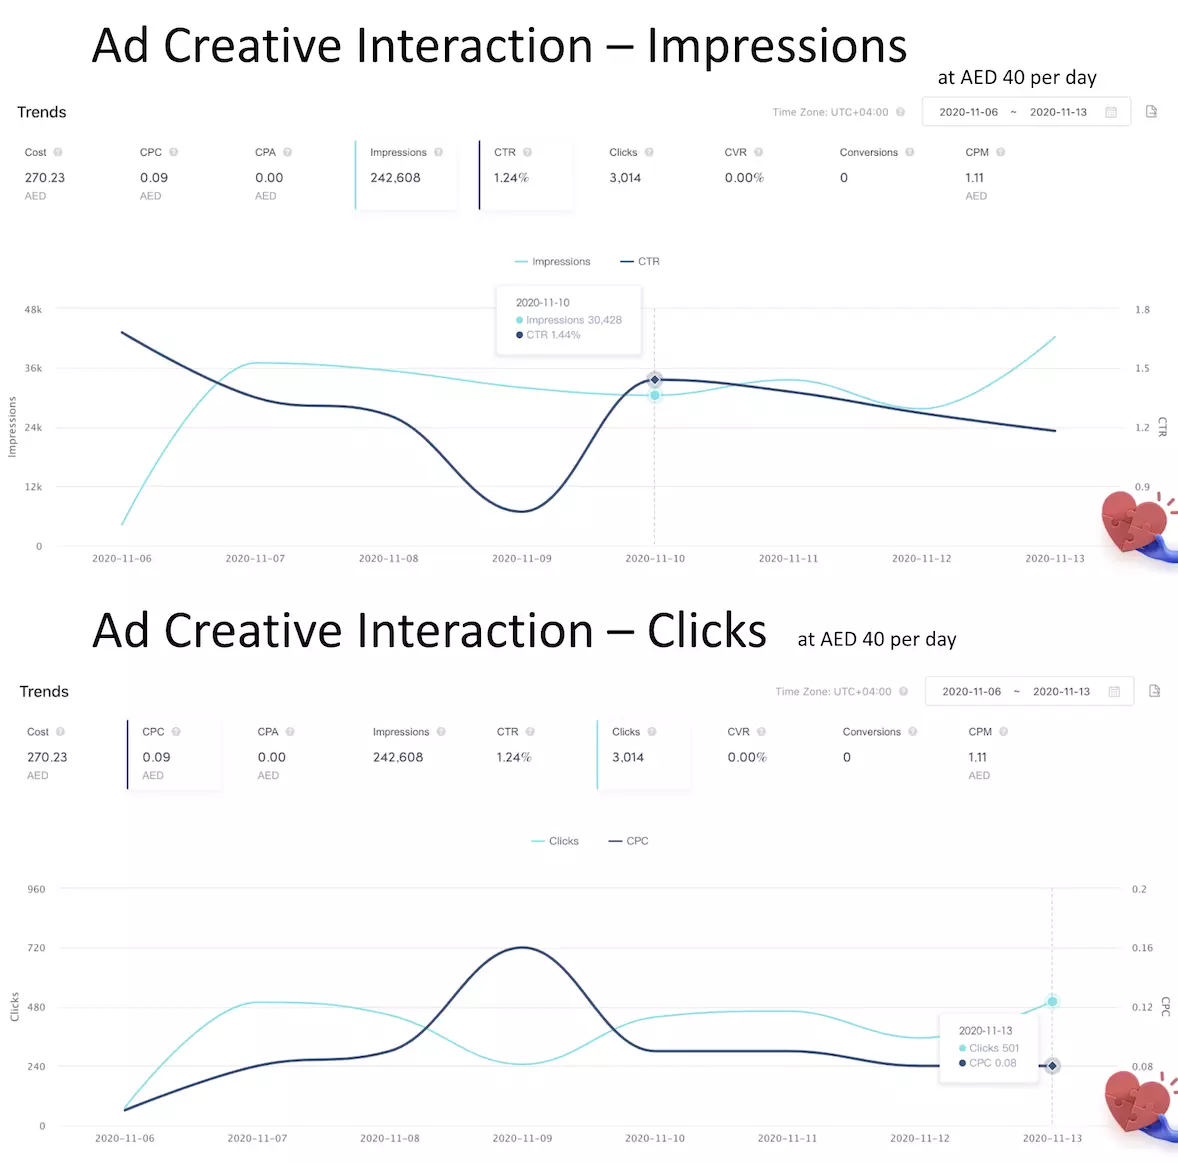 Ad Creative Interaction – Impressions
at AED 40 per day
Trends
Time Zone: UTC+04:00 ?
2020-11-06 ~ 2020-11-13
Cost ? CPC ? CPA ? Impressions ? CTR ? Clicks ? CVR ? Conversions ? CPM ?
270.23 0.09 0.00 242,608 1.24% 3,014 0.00% 0 1.11
AED AED AED AED
Impressions CTR
2020-11-10
Impressions 30,428
CTR 1.44%
48k 1.8
36k 1.5
24k 1.2
12k 0.9
0
Impressions
CTR
2020-11-06 2020-11-07 2020-11-08 2020-11-09 2020-11-10 2020-11-11 2020-11-12 2020-11-13
Ad Creative Interaction – Clicks
at AED 40 per day
Trends
Time Zone: UTC+04:00 ?
2020-11-06 ~ 2020-11-13
Cost ? CPC ? CPA ? Impressions ? CTR ? Clicks ? CVR ? Conversions ? CPM ?
270.23 0.09 0.00 242,608 1.24% 3,014 0.00% 0 1.11
AED AED AED AED
Clicks CPC
960 0.2
720 0.16
480 0.12
240 0.08
0
Clicks
CPC
2020-11-13
Clicks 501
CPC 0.08
2020-11-06 2020-11-07 2020-11-08 2020-11-09 2020-11-10 2020-11-11 2020-11-12 2020-11-13